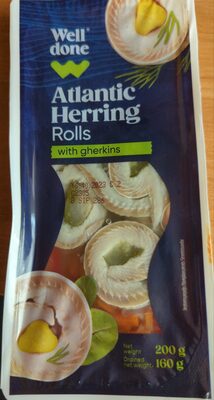 Well
done
Atlantic
Herring
Rolls
with gherkins
Net
weight: 200 g
Drained
net weight: 160 g